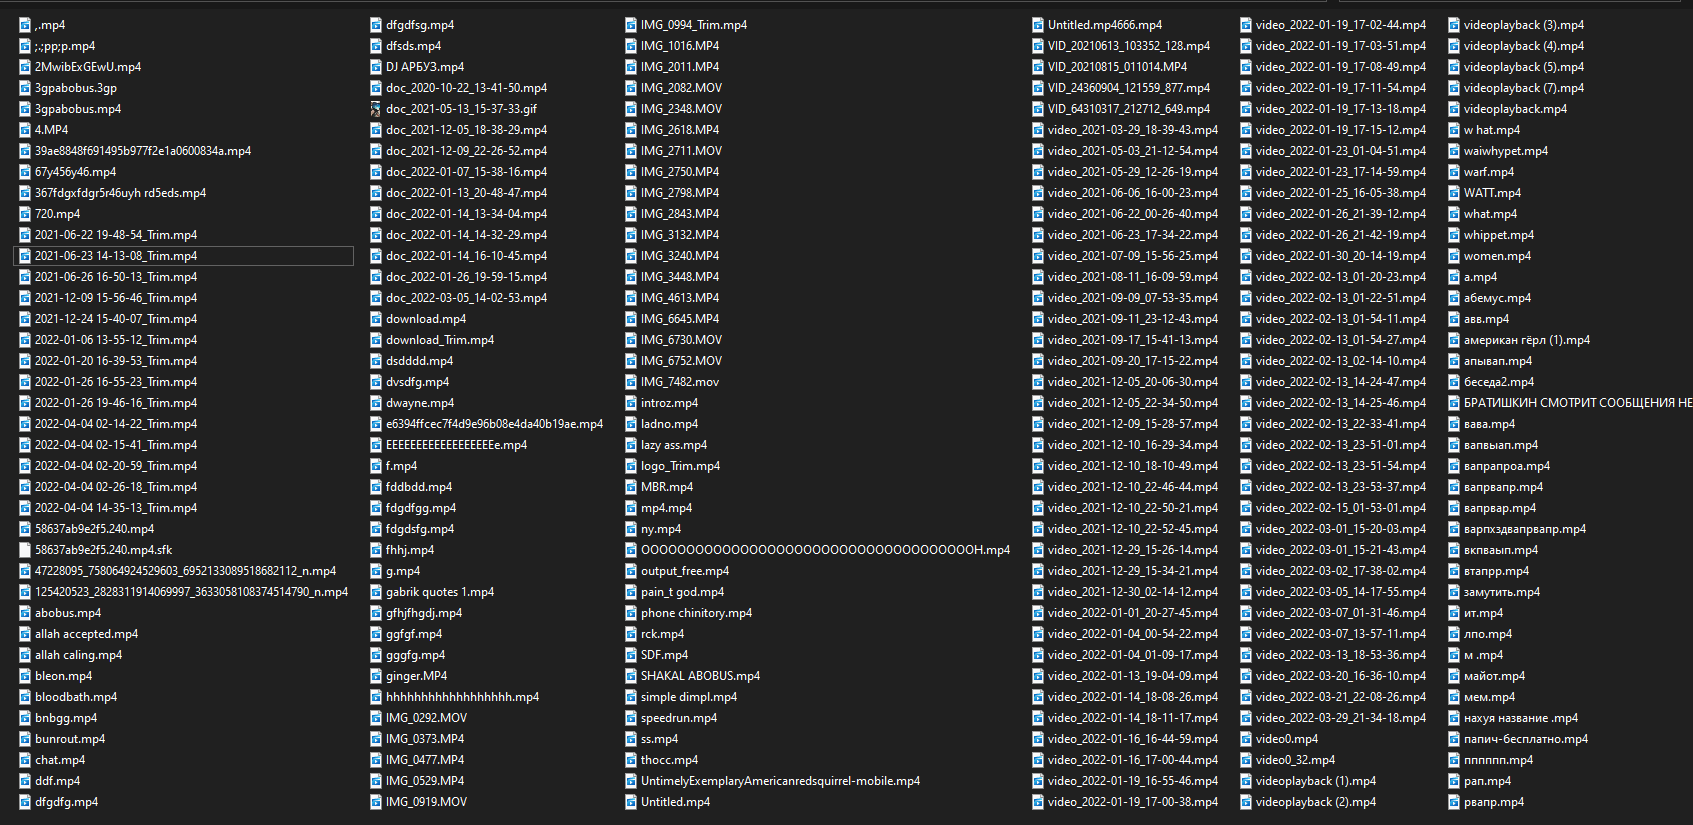 ,.mp4
;.;pp;p.mp4
2MwibExGEwU.mp4
3gpabobus.3gp
3gpabobus.mp4
4.MP4
39ae8848f691495b977f2e1a0600834a.mp4
67y456y46.mp4
367fdgxfdgr5r46uyh rd5eds.mp4
720.mp4
2021-06-22 19-48-54_Trim.mp4
2021-06-23 14-13-08_Trim.mp4
2021-06-26 16-50-13_Trim.mp4
2021-12-09 15-56-46_Trim.mp4
2021-12-24 15-40-07_Trim.mp4
2022-01-06 13-55-12_Trim.mp4
2022-01-20 16-39-53_Trim.mp4
2022-01-26 16-55-23_Trim.mp4
2022-01-26 19-46-16_Trim.mp4
2022-04-04 02-14-22_Trim.mp4
2022-04-04 02-15-41_Trim.mp4
2022-04-04 02-20-59_Trim.mp4
2022-04-04 02-26-18_Trim.mp4
2022-04-04 14-35-13_Trim.mp4
58637ab9e2f5.240.mp4
58637ab9e2f5.240.mp4.sfk
47228095_758064924529603_6952133089518682112_n.mp4
125420523_2828311914069997_3633058108374514790_n.mp4
abobus.mp4
allah accepted.mp4
allah caling.mp4
bleon.mp4
bloodbath.mp4
bnbgg.mp4
bunrout.mp4
chat.mp4
ddf.mp4
dfgdfg.mp4
dfgdfsg.mp4
dfsds.mp4
DJ АРБУЗ.mp4
doc_2020-10-22_13-41-50.mp4
doc_2021-05-13_15-37-33.gif
doc_2021-12-05_18-38-29.mp4
doc_2021-12-09_22-26-52.mp4
doc_2022-01-07_15-38-16.mp4
doc_2022-01-13_20-48-47.mp4
doc_2022-01-14_13-34-04.mp4
doc_2022-01-14_14-32-29.mp4
doc_2022-01-14_16-10-45.mp4
doc_2022-01-26_19-59-15.mp4
doc_2022-03-05_14-02-53.mp4
download.mp4
download_Trim.mp4
dsdddd.mp4
dvsdfg.mp4
dwayne.mp4
e6394ffcec7f4d9e96b08e4da40b19ae.mp4
EEEEEEEEEEEEEEEEEEe.mp4
f.mp4
fddbdd.mp4
fdgdfgg.mp4
fdgdsfg.mp4
fhhj.mp4
g.mp4
gabrik quotes 1.mp4
gfhjfhgdj.mp4
ggfgf.mp4
gggfg.mp4
ginger.MP4
hhhhhhhhhhhhhhhhhh.mp4
IMG_0292.MOV
IMG_0373.MP4
IMG_0477.MP4
IMG_0529.MP4
IMG_0919.MOV
IMG_0994_Trim.mp4
IMG_1016.MP4
IMG_2011.MP4
IMG_2082.MOV
IMG_2348.MOV
IMG_2618.MP4
IMG_2711.MOV
IMG_2750.MP4
IMG_2798.MP4
IMG_2843.MP4
IMG_3132.MP4
IMG_3240.MP4
IMG_3448.MP4
IMG_4613.MP4
IMG_6645.MP4
IMG_6730.MOV
IMG_6752.MOV
IMG_7482.mov
introz.mp4
ladno.mp4
lazy ass.mp4
logo_Trim.mp4
MBR.mp4
mp4.mp4
ny.mp4
OOOOOOOOOOOOOOOOOOOOOOOOOOOOOOOOOOOOOH.mp4
output_free.mp4
pain_t god.mp4
phone chinitory.mp4
rck.mp4
SDF.mp4
SHAKAL ABOBUS.mp4
simple dimpl.mp4
speedrun.mp4
ss.mp4
thocc.mp4
UntimelyExemplaryAmericanredsquirrel-mobile.mp4
Untitled.mp4
Untitled.mp4666.mp4
VID_20210613_103352_128.mp4
VID_20210815_011014.MP4
VID_24360904_121559_877.mp4
VID_64310317_212712_649.mp4
video_2021-03-29_18-39-43.mp4
video_2021-05-03_21-12-54.mp4
video_2021-05-29_12-26-19.mp4
video_2021-06-06_16-00-23.mp4
video_2021-06-22_00-26-40.mp4
video_2021-06-23_17-34-22.mp4
video_2021-07-09_15-56-25.mp4
video_2021-08-11_16-09-59.mp4
video_2021-09-09_07-53-35.mp4
video_2021-09-11_23-12-43.mp4
video_2021-09-17_15-41-13.mp4
video_2021-09-20_17-15-22.mp4
video_2021-12-05_20-06-30.mp4
video_2021-12-05_22-34-50.mp4
video_2021-12-09_15-28-57.mp4
video_2021-12-10_16-29-34.mp4
video_2021-12-10_18-10-49.mp4
video_2021-12-10_22-46-44.mp4
video_2021-12-10_22-50-21.mp4
video_2021-12-10_22-52-45.mp4
video_2021-12-29_15-26-14.mp4
video_2021-12-29_15-34-21.mp4
video_2021-12-30_02-14-12.mp4
video_2022-01-01_20-27-45.mp4
video_2022-01-04_00-54-22.mp4
video_2022-01-04_01-09-17.mp4
video_2022-01-13_19-04-09.mp4
video_2022-01-14_18-08-26.mp4
video_2022-01-14_18-11-17.mp4
video_2022-01-16_16-44-59.mp4
video_2022-01-16_17-00-44.mp4
video_2022-01-19_16-55-46.mp4
video_2022-01-19_17-00-38.mp4
video_2022-01-19_17-02-44.mp4
video_2022-01-19_17-03-51.mp4
video_2022-01-19_17-08-49.mp4
video_2022-01-19_17-11-54.mp4
video_2022-01-19_17-13-18.mp4
video_2022-01-19_17-15-12.mp4
video_2022-01-23_01-04-51.mp4
video_2022-01-23_17-14-59.mp4
video_2022-01-25_16-05-38.mp4
video_2022-01-26_21-39-12.mp4
video_2022-01-26_21-42-19.mp4
video_2022-01-30_20-14-19.mp4
video_2022-02-13_01-20-23.mp4
video_2022-02-13_01-22-51.mp4
video_2022-02-13_01-54-11.mp4
video_2022-02-13_01-54-27.mp4
video_2022-02-13_02-14-10.mp4
video_2022-02-13_14-24-47.mp4
video_2022-02-13_14-25-46.mp4
video_2022-02-13_22-33-41.mp4
video_2022-02-13_23-51-01.mp4
video_2022-02-13_23-51-54.mp4
video_2022-02-13_23-53-37.mp4
video_2022-02-15_01-53-01.mp4
video_2022-03-01_15-20-03.mp4
video_2022-03-01_15-21-43.mp4
video_2022-03-02_17-38-02.mp4
video_2022-03-05_14-17-55.mp4
video_2022-03-07_01-31-46.mp4
video_2022-03-07_13-57-11.mp4
video_2022-03-13_18-53-36.mp4
video_2022-03-20_16-36-10.mp4
video_2022-03-21_22-08-26.mp4
video_2022-03-29_21-34-18.mp4
video0.mp4
video0_32.mp4
videoplayback (1).mp4
videoplayback (2).mp4
videoplayback (3).mp4
videoplayback (4).mp4
videoplayback (5).mp4
videoplayback (7).mp4
videoplayback.mp4
w hat.mp4
waiwhypet.mp4
warf.mp4
WATT.mp4
what.mp4
whippet.mp4
women.mp4
а.mp4
абемус.mp4
авв.mp4
американ гёрл (1).mp4
апывап.mp4
беседа2.mp4
БРАТИШКИН СМОТРИТ СООБЩЕНИЯ НЕ
вава.mp4
вапвыап.mp4
вапрапроа.mp4
вапрвапр.mp4
вапрвар.mp4
варпхздвапрвапр.mp4
вкпваып.mp4
втапрр.mp4
замутить.mp4
ит.mp4
лпо.mp4
м .mp4
майот.mp4
мем.mp4
нахуя название .mp4
папич-бесплатно.mp4
пппппп.mp4
рап.mp4
рвапр.mp4